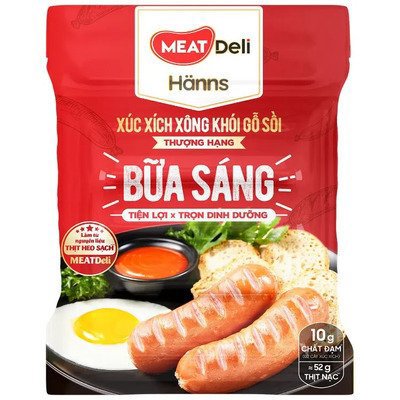 MEAT Deli
Hänns
XÚC XÍCH XÔNG KHÓI GỖ SỒI
THƯỢNG HẠNG
BỮA SÁNG
TIỆN LỢI × TRỌN DINH DƯỠNG
Làm từ
nguyên liệu
THỊT HEO SẠCH
MEATDeli
10g
CHẤT ĐẠM
≈ 52g
THỊT NẠC